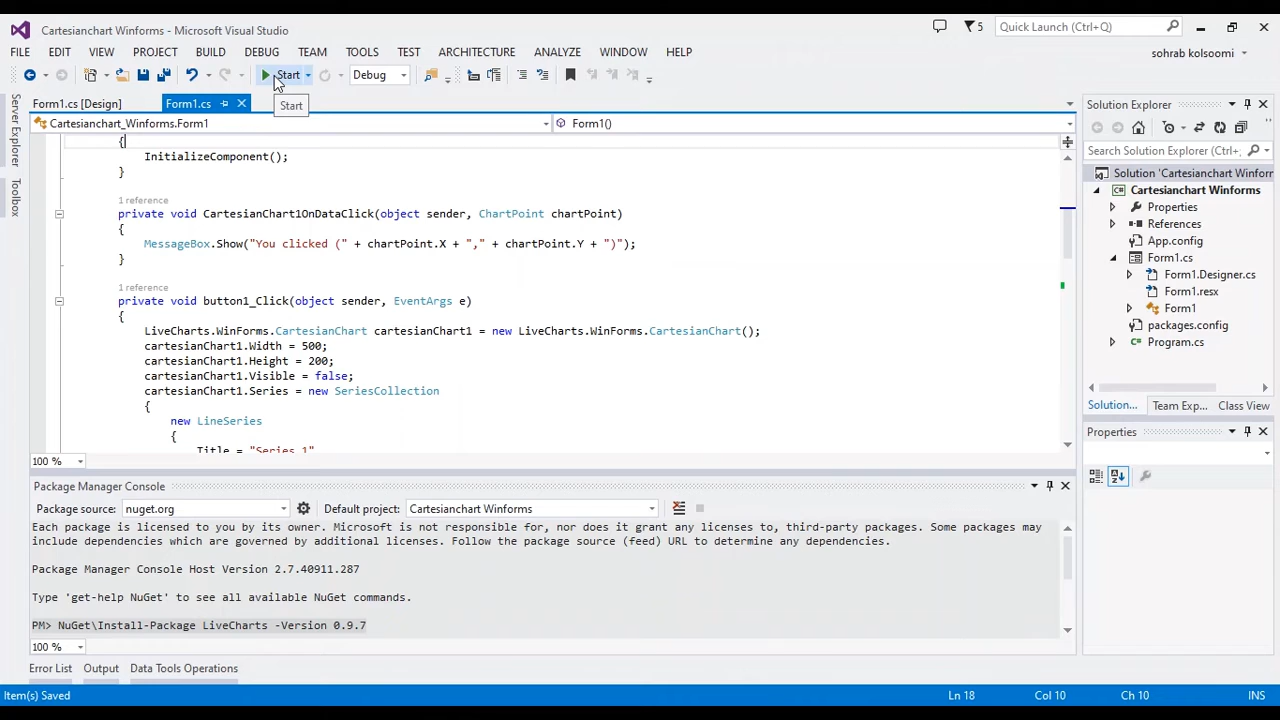 Cartesianchart Winforms - Microsoft Visual Studio
5
Quick Launch (Ctrl+Q)
FILE EDIT VIEW PROJECT BUILD DEBUG TEAM TOOLS TEST ARCHITECTURE ANALYZE WINDOW HELP
sohrab kolsoomi
Start
Debug
Start
Server Explorer
Toolbox
Form1.cs [Design]
Form1.cs
Cartesianchart_Winforms.Form1
Form1()
{
InitializeComponent();
}
1 reference
private void CartesianChart1OnDataClick(object sender, ChartPoint chartPoint)
{
MessageBox.Show("You clicked (" + chartPoint.X + "," + chartPoint.Y + ")");
}
1 reference
private void button1_Click(object sender, EventArgs e)
{
LiveCharts.WinForms.CartesianChart cartesianChart1 = new LiveCharts.WinForms.CartesianChart();
cartesianChart1.Width = 500;
cartesianChart1.Height = 200;
cartesianChart1.Visible = false;
cartesianChart1.Series = new SeriesCollection
{
new LineSeries
{
Title = "Series 1"
100 %
Package Manager Console
Package source: nuget.org
Default project: Cartesianchart Winforms
Each package is licensed to you by its owner. Microsoft is not responsible for, nor does it grant any licenses to, third-party packages. Some packages may
include dependencies which are governed by additional licenses. Follow the package source (feed) URL to determine any dependencies.
Package Manager Console Host Version 2.7.40911.287
Type 'get-help NuGet' to see all available NuGet commands.
PM> NuGet\Install-Package LiveCharts -Version 0.9.7
100 %
Error List Output Data Tools Operations
Solution Explorer
Search Solution Explorer (Ctrl+;
Solution 'Cartesianchart Winforr
Cartesianchart Winforms
Properties
References
App.config
Form1.cs
Form1.Designer.cs
Form1.resx
Form1
packages.config
Program.cs
Solution... Team Exp... Class View
Properties
Item(s) Saved
Ln 18
Col 10
Ch 10
INS